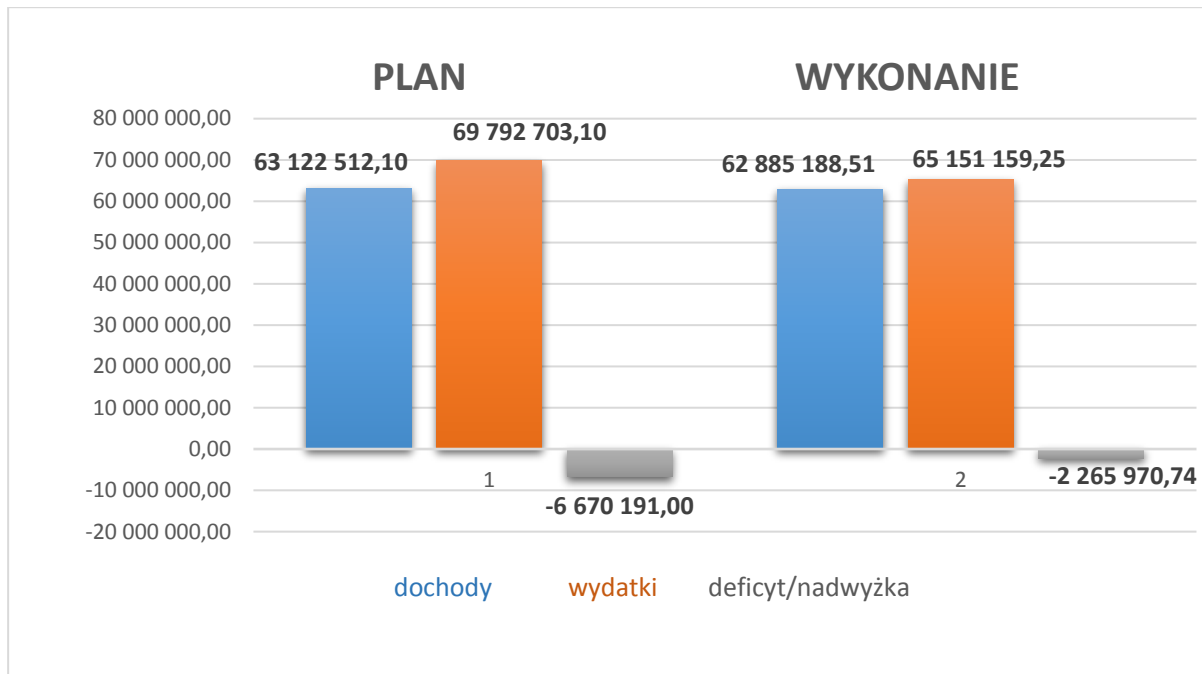 PLAN WYKONANIE
80 000 000,00
69 792 703,10
63 122 512,10
62 885 188,51
65 151 159,25
70 000 000,00
60 000 000,00
50 000 000,00
40 000 000,00
30 000 000,00
20 000 000,00
10 000 000,00
0,00
1
2
-2 265 970,74
-10 000 000,00
-6 670 191,00
-20 000 000,00
dochody wydatki deficyt/nadwyżka